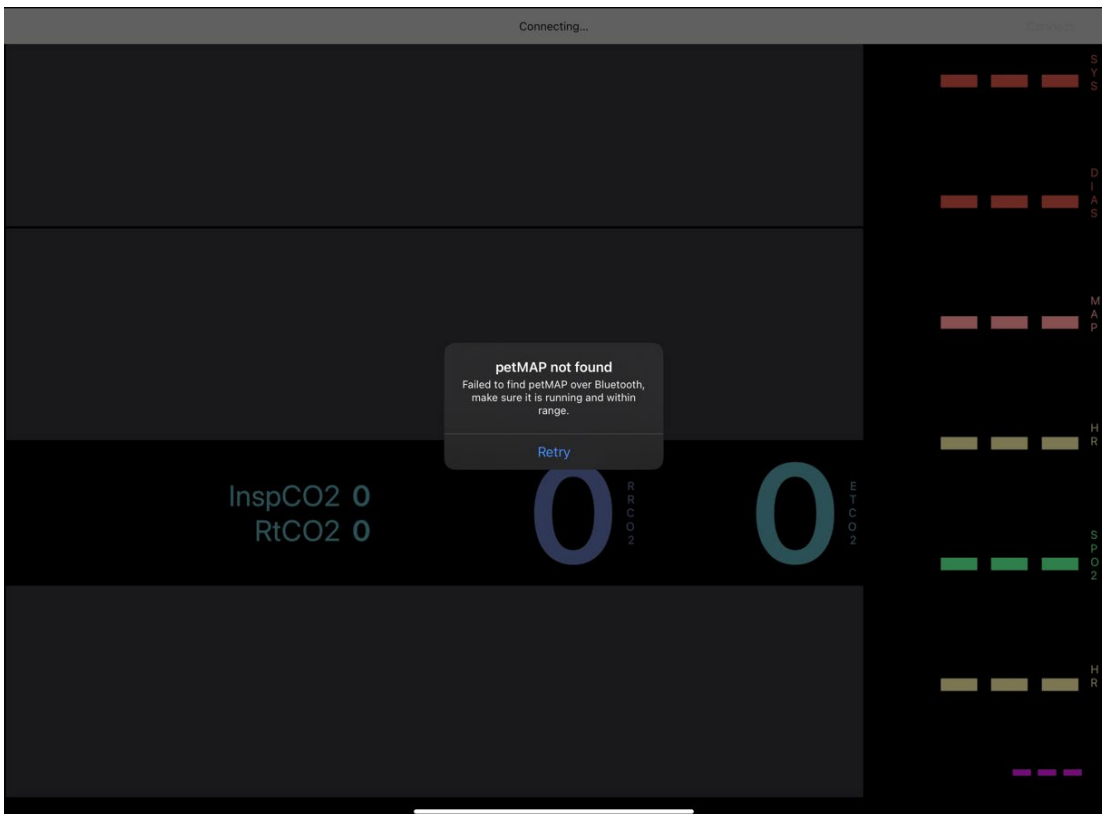 Connecting...
Connect
SYS
DIAS
MAP
petMAP not found
Failed to find petMAP over Bluetooth,
make sure it is running and within
range.
Retry
HR
InspCO2 0
RtCO2 0
0 RRCO2
0 ETCO2
SPO2
HR